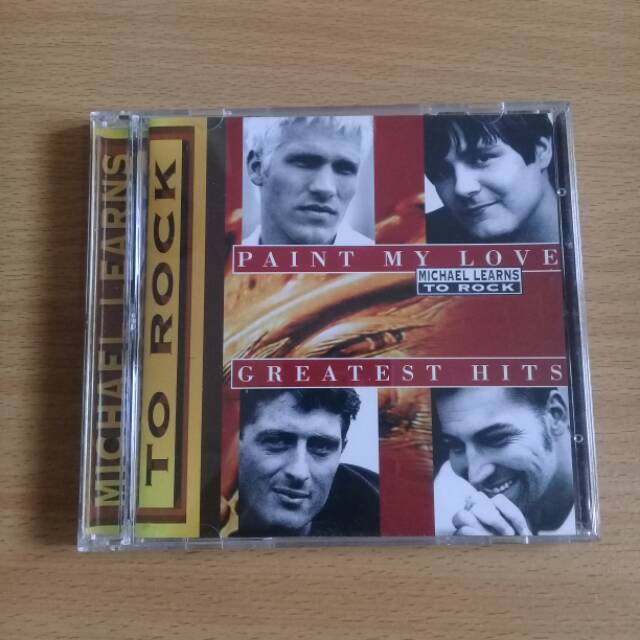 MICHAEL LEARNS
TO ROCK
PAINT MY LOVE
MICHAEL LEARNS
TO ROCK
GREATEST HITS